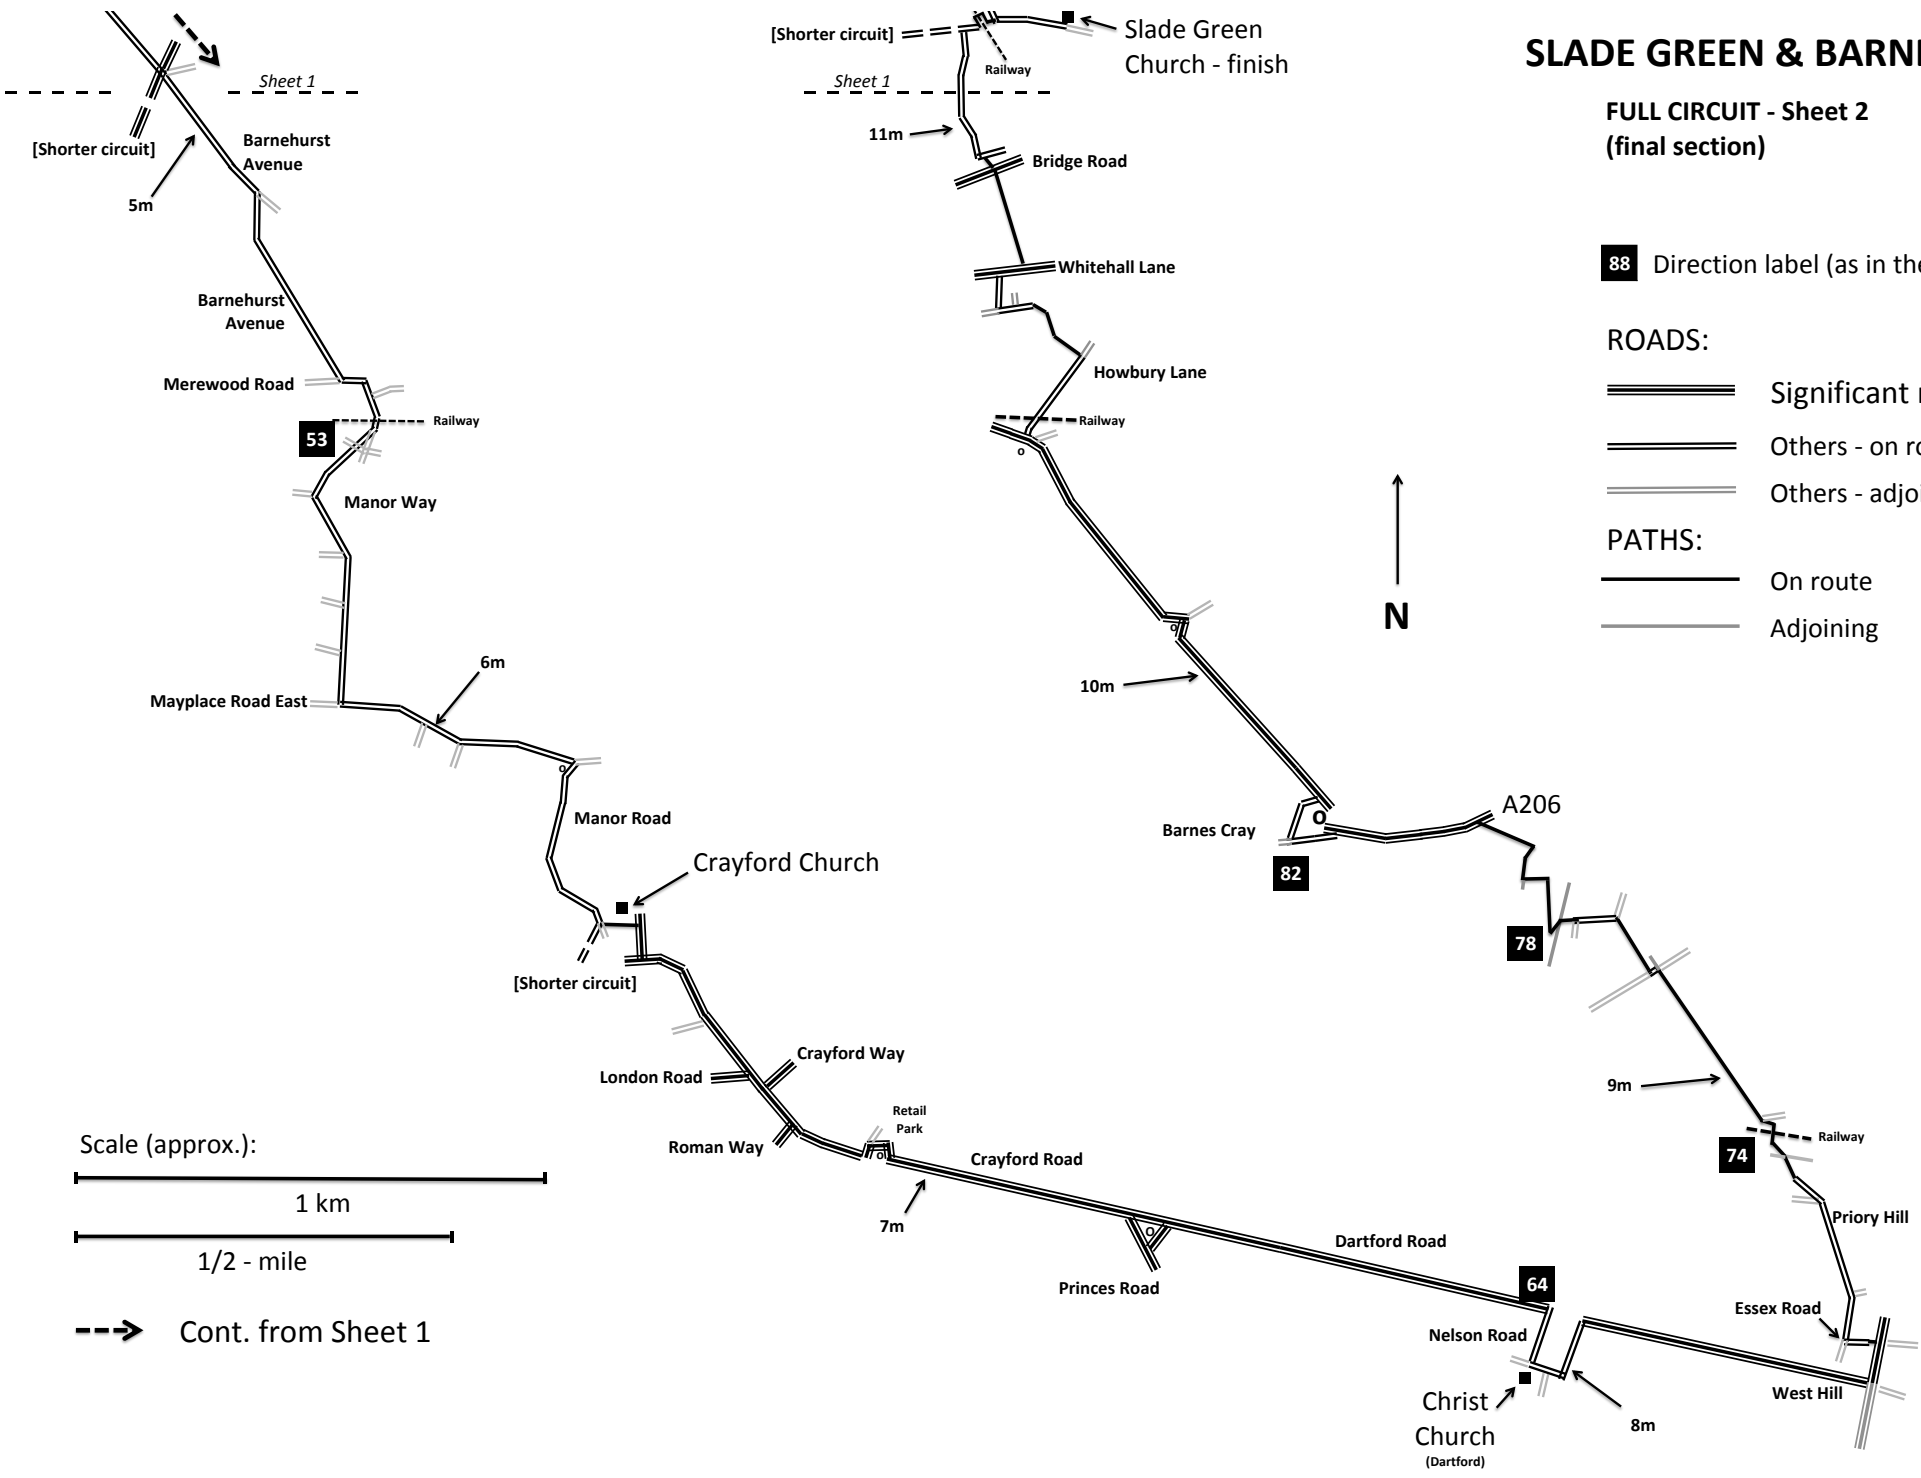 [Shorter circuit]
Slade Green
Church - finish
Railway
SLADE GREEN & BARNE
Sheet 1
Sheet 1
FULL CIRCUIT - Sheet 2
(final section)
[Shorter circuit]
Barnehurst
Avenue
5m
11m
Bridge Road
Whitehall Lane
88 Direction label (as in the
Barnehurst
Avenue
ROADS:
Merewood Road
Howbury Lane
Significant r
Railway
Railway
53
Others - on ro
Manor Way
Others - adjoi
PATHS:
On route
N
Adjoining
6m
10m
Mayplace Road East
Manor Road
A206
Barnes Cray
82
Crayford Church
78
[Shorter circuit]
Crayford Way
London Road
9m
Retail
Park
Roman Way
Crayford Road
Railway
74
Scale (approx.):
1 km
1/2 - mile
7m
Priory Hill
Dartford Road
Princes Road
64
Essex Road
Nelson Road
Cont. from Sheet 1
West Hill
Christ
Church
(Dartford)
8m
o
o
o
o
o
o